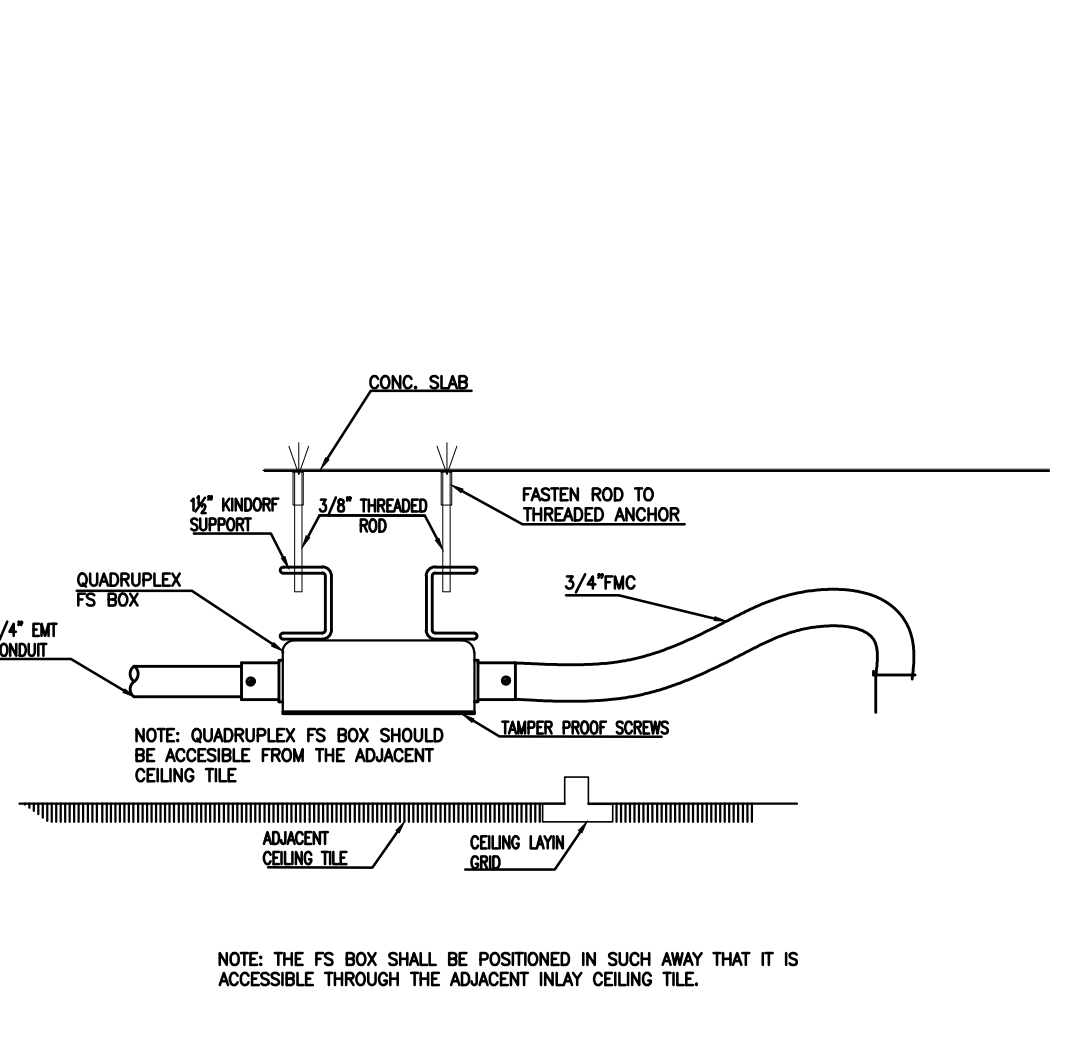 CONC. SLAB
1½" KINDORF
SUPPORT
3/8" THREADED
ROD
FASTEN ROD TO
THREADED ANCHOR
QUADRUPLEX
FS BOX
3/4"FMC
/4" EMT
ONDUIT
TAMPER PROOF SCREWS
NOTE: QUADRUPLEX FS BOX SHOULD
BE ACCESIBLE FROM THE ADJACENT
CEILING TILE
ADJACENT
CEILING TILE
CEILING LAYIN
GRID
NOTE: THE FS BOX SHALL BE POSITIONED IN SUCH AWAY THAT IT IS
ACCESSIBLE THROUGH THE ADJACENT INLAY CEILING TILE.